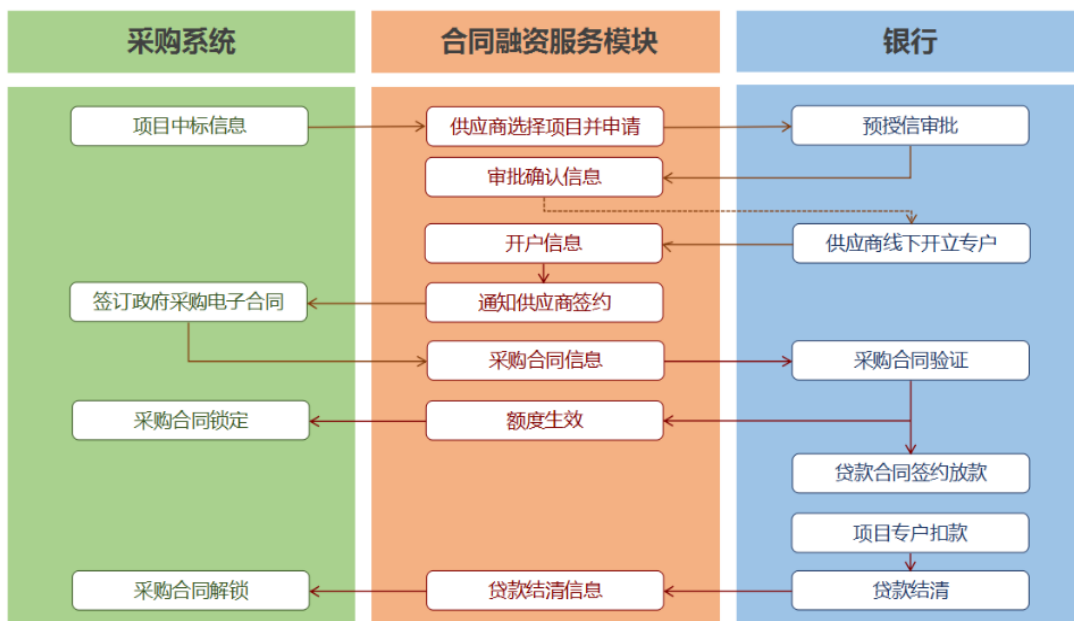 采购系统
合同融资服务模块
银行
项目中标信息
供应商选择项目并申请
预授信审批
审批确认信息
开户信息
供应商线下开立专户
签订政府采购电子合同
通知供应商签约
采购合同信息
采购合同验证
采购合同锁定
额度生效
贷款合同签约放款
项目专户扣款
采购合同解锁
贷款结清信息
贷款结清